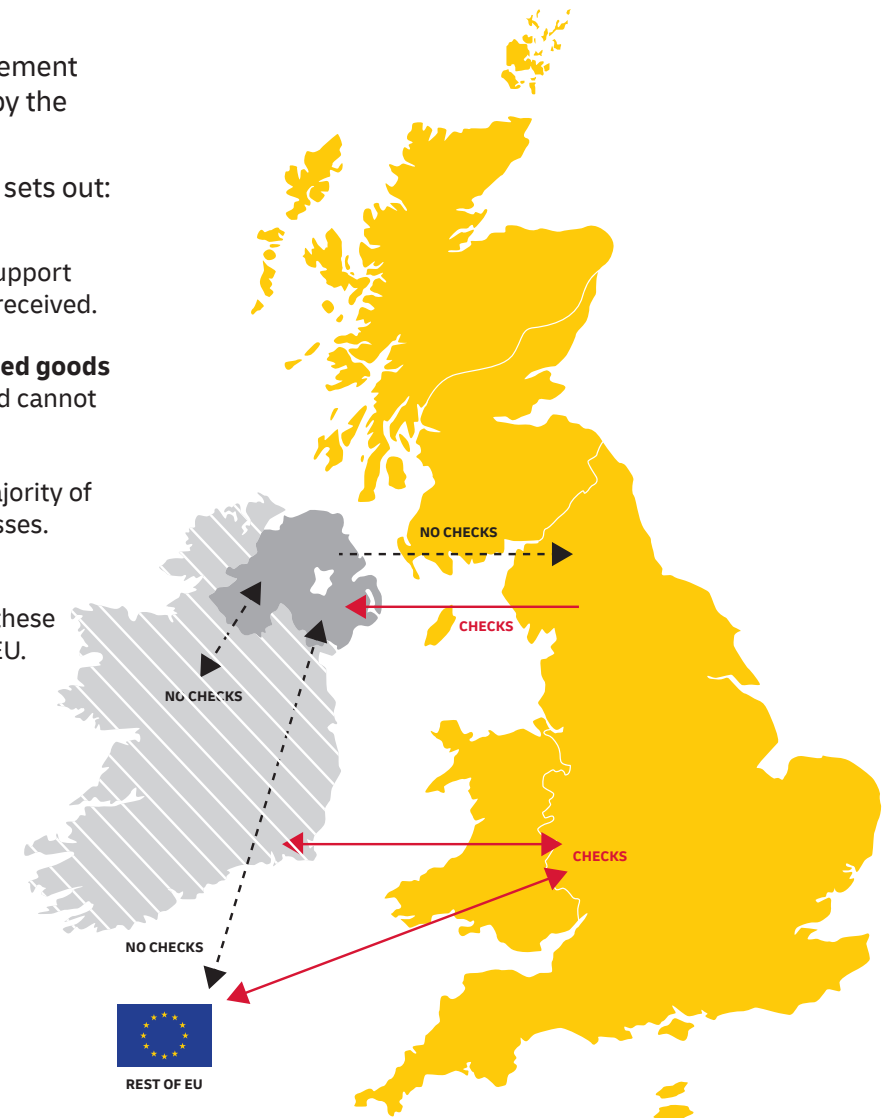 ement
by the
sets out:
upport
received.
ed goods
d cannot
jority of
sses.
these
EU.
NO CHECKS
CHECKS
NO CHECKS
CHECKS
NO CHECKS
REST OF EU